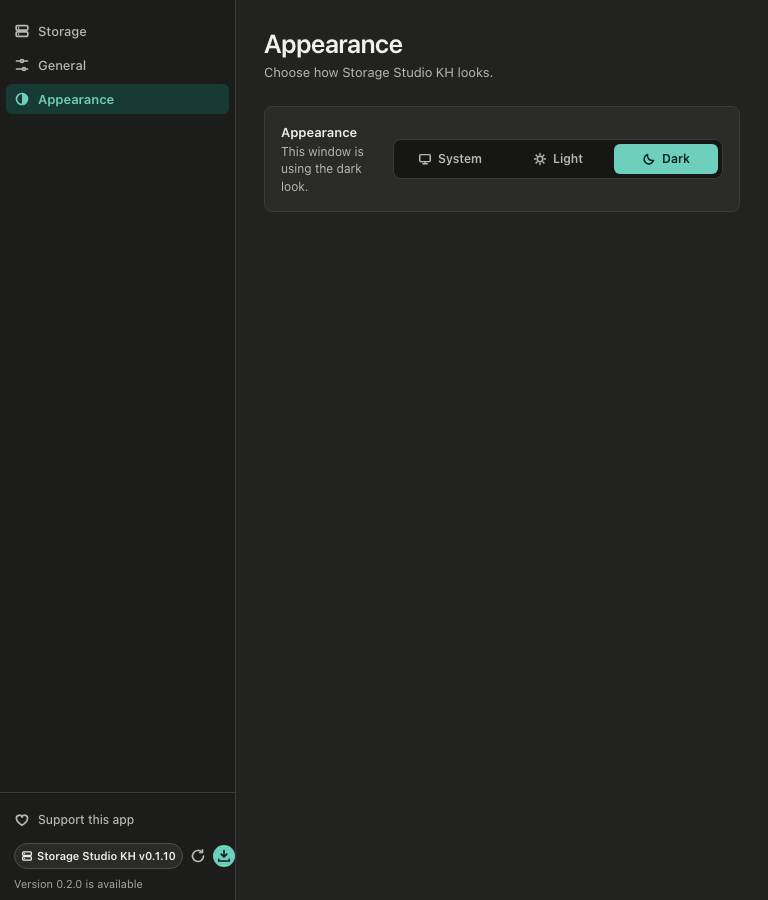 Storage
General
Appearance
Support this app
Storage Studio KH v0.1.10
Version 0.2.0 is available
Appearance
Choose how Storage Studio KH looks.
Appearance
This window is
using the dark
look.
System
Light
Dark